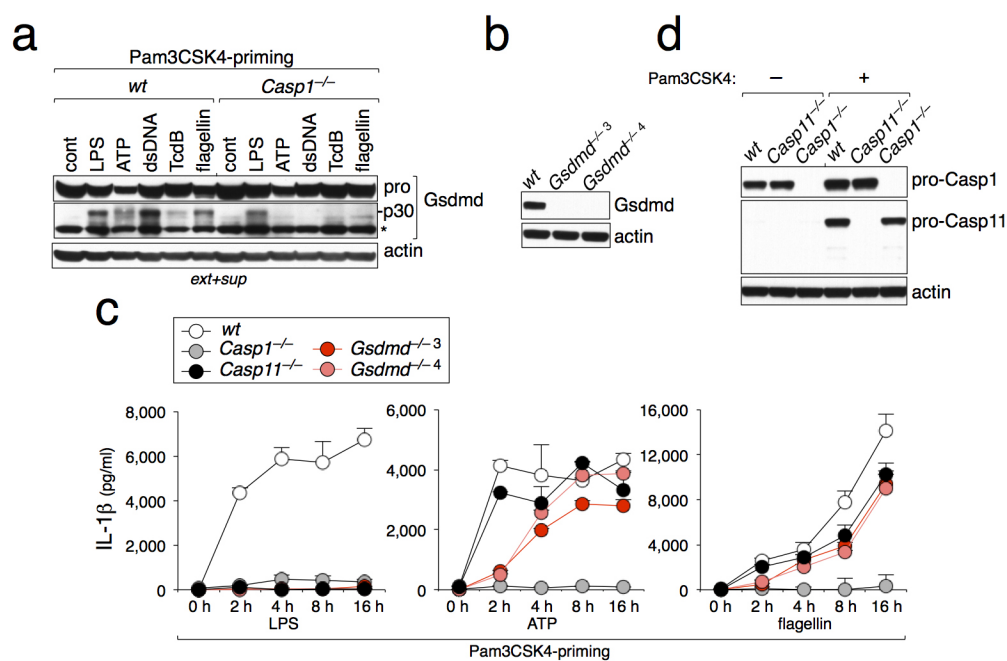 a
Pam3CSK4-priming
wt
Casp1–/–
cont
LPS
ATP
dsDNA
TcdB
flagellin
cont
LPS
ATP
dsDNA
TcdB
flagellin
pro
-p30
*
Gsdmd
actin
ext+sup
b
wt
Gsdmd–/– 3
Gsdmd–/– 4
Gsdmd
actin
d
Pam3CSK4: – +
wt
Casp11–/–
Casp1–/–
wt
Casp11–/–
Casp1–/–
pro-Casp1
pro-Casp11
actin
c
wt
Casp1–/–
Casp11–/–
Gsdmd–/– 3
Gsdmd–/– 4
IL-1β (pg/ml)
8,000
6,000
4,000
2,000
0
0 h 2 h 4 h 8 h 16 h
LPS
6,000
4,000
2,000
0
0 h 2 h 4 h 8 h 16 h
ATP
16,000
12,000
8,000
4,000
0
0 h 2 h 4 h 8 h 16 h
flagellin
Pam3CSK4-priming